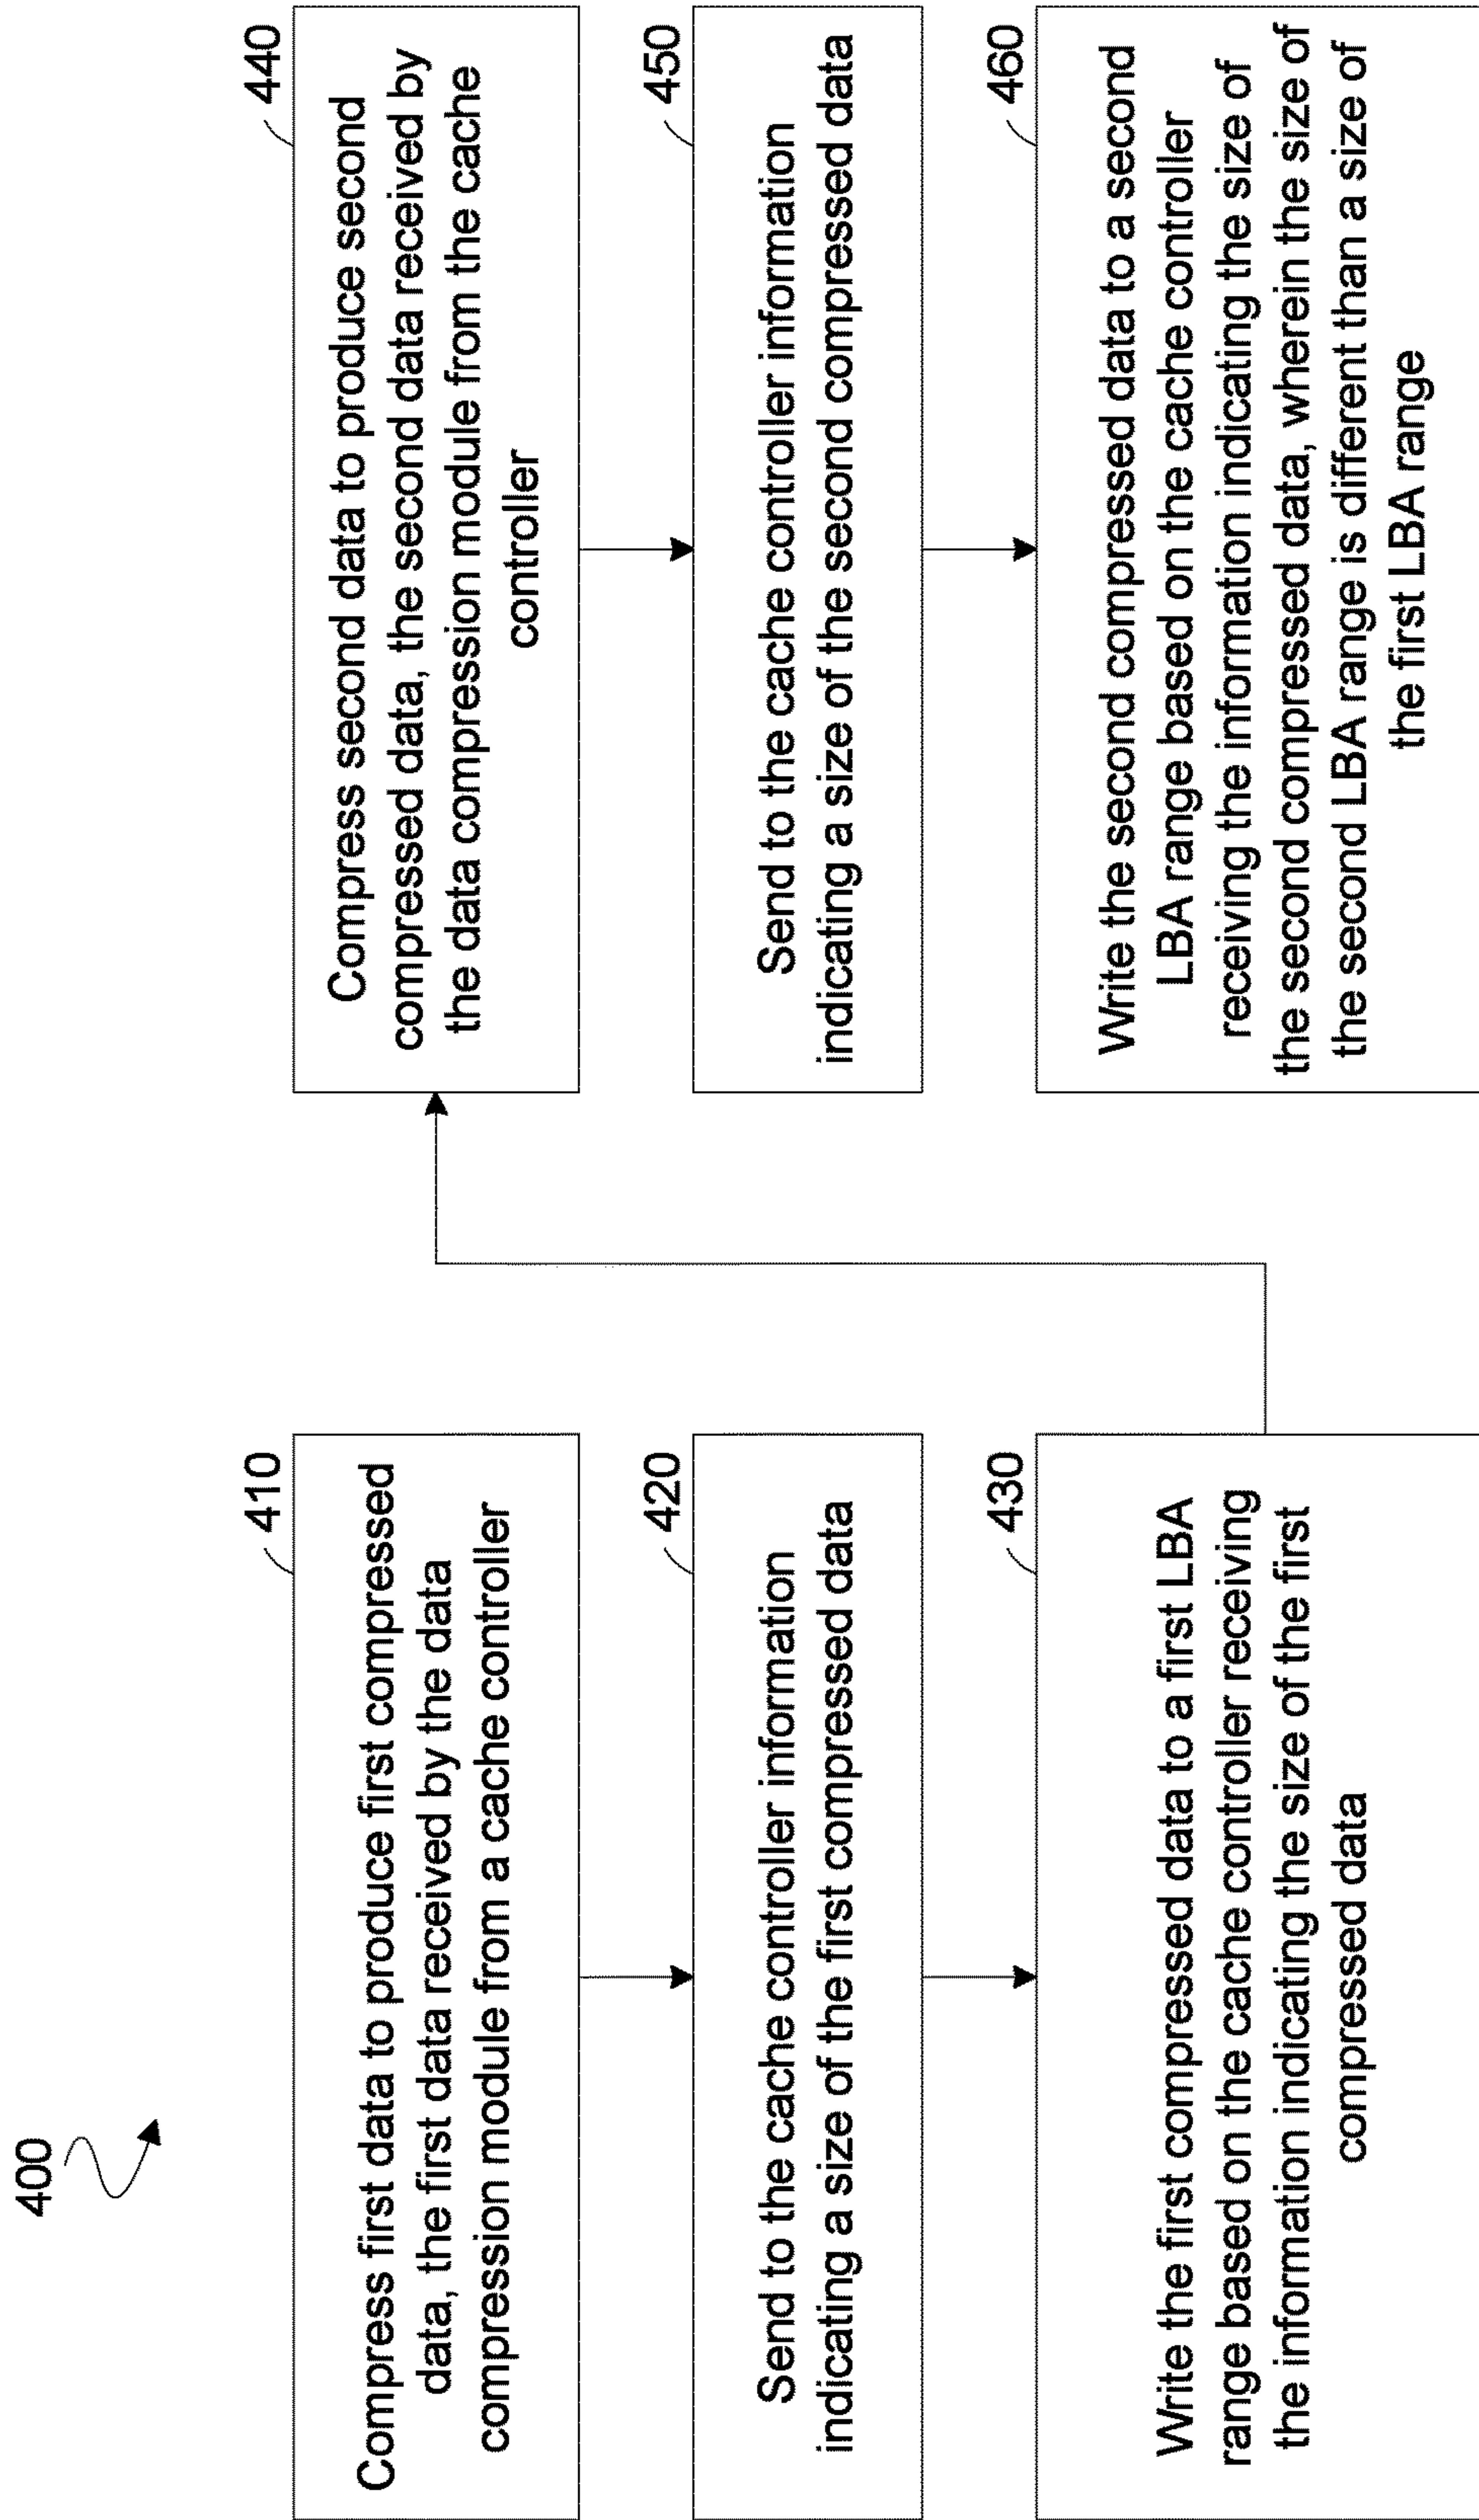 400
410
Compress first data to produce first compressed
data, the first data received by the data
compression module from a cache controller
420
Send to the cache controller information
indicating a size of the first compressed data
430
Write the first compressed data to a first LBA
range based on the cache controller receiving
the information indicating the size of the first
compressed data
440
Compress second data to produce second
compressed data, the second data received by
the data compression module from the cache
controller
450
Send to the cache controller information
indicating a size of the second compressed data
460
Write the second compressed data to a second
LBA range based on the cache controller
receiving the information indicating the size of
the second compressed data, wherein the size of
the second LBA range is different than a size of
the first LBA range